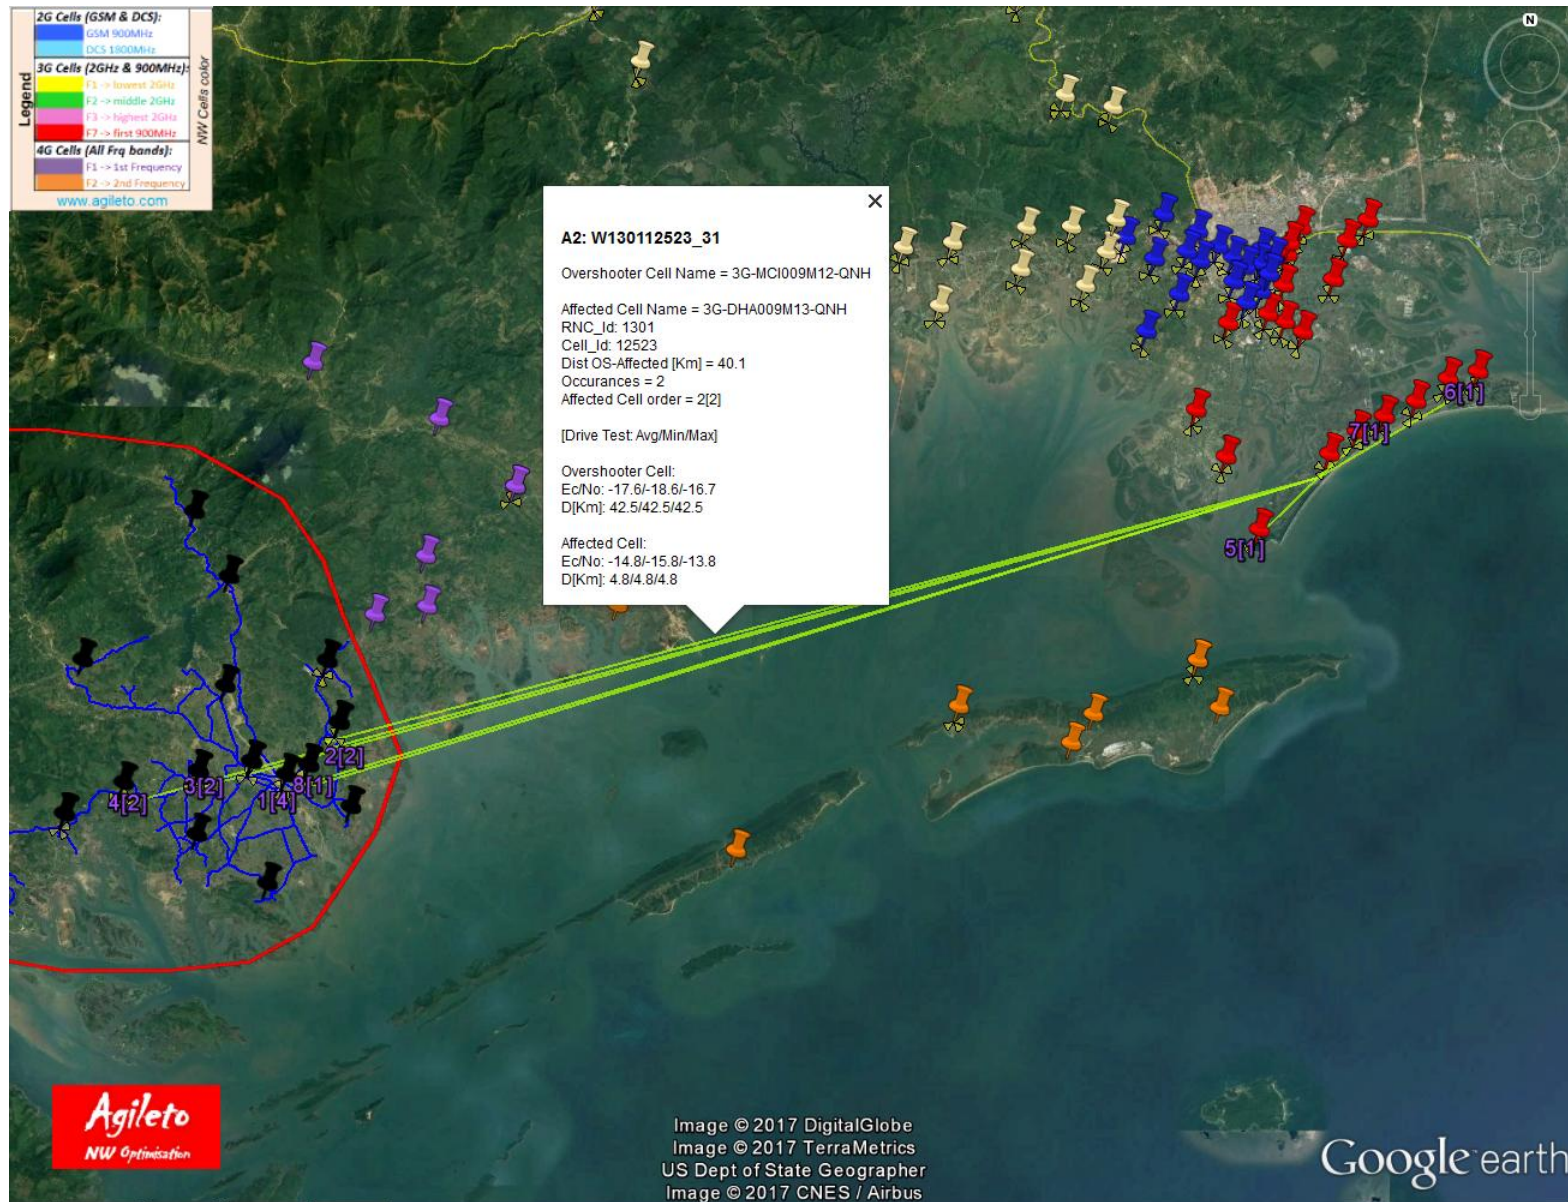 Legend
2G Cells (GSM & DCS):
GSM 900MHz
DCS 1800MHz
3G Cells (2GHz & 900MHz):
F1 -> lowest 2GHz
F2 -> middle 2GHz
F3 -> highest 2GHz
F7 -> first 900MHz
4G Cells (All Frq bands):
F1 -> 1st Frequency
F2 -> 2nd Frequency
NW Cells color
www.agileto.com
N
A2: W130112523_31
Overshooter Cell Name = 3G-MCI009M12-QNH
Affected Cell Name = 3G-DHA009M13-QNH
RNC_Id: 1301
Cell_Id: 12523
Dist OS-Affected [Km] = 40.1
Occurances = 2
Affected Cell order = 2[2]
[Drive Test: Avg/Min/Max]
Overshooter Cell:
Ec/No: -17.6/-18.6/-16.7
D[Km]: 42.5/42.5/42.5
Affected Cell:
Ec/No: -14.8/-15.8/-13.8
D[Km]: 4.8/4.8/4.8
6[1]
7[1]
5[1]
2[2]
3[2]
8[1]
4[2]
1[4]
Agileto
NW Optimisation
Image © 2017 DigitalGlobe
Image © 2017 TerraMetrics
US Dept of State Geographer
Image © 2017 CNES / Airbus
Google earth